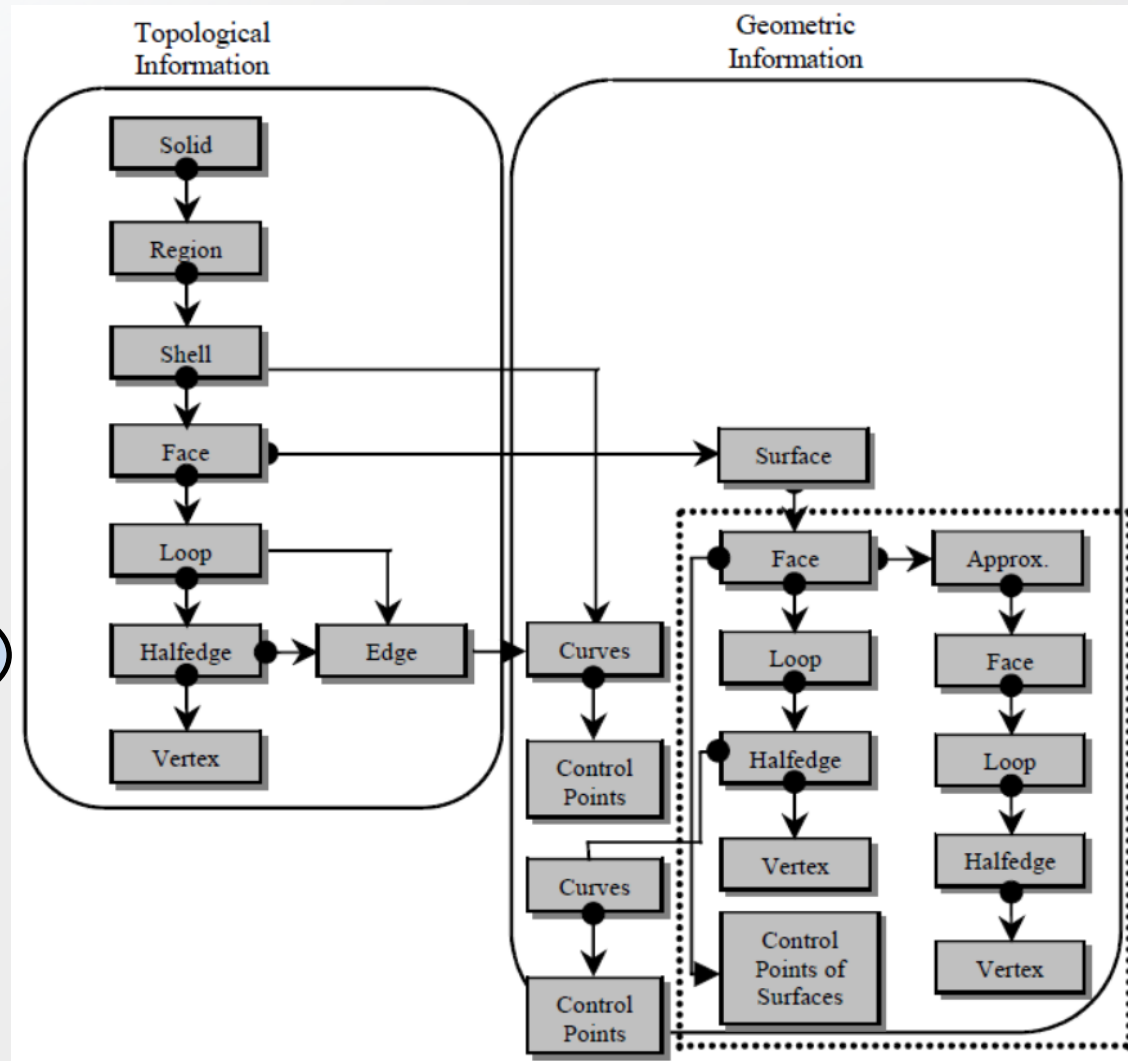 Topological
Information
Geometric
Information
Solid
Region
Shell
Face
Loop
Halfedge
Edge
Vertex
Surface
Curves
Control
Points
Curves
Control
Points
Face
Loop
Halfedge
Vertex
Control
Points of
Surfaces
Approx.
Face
Loop
Halfedge
Vertex